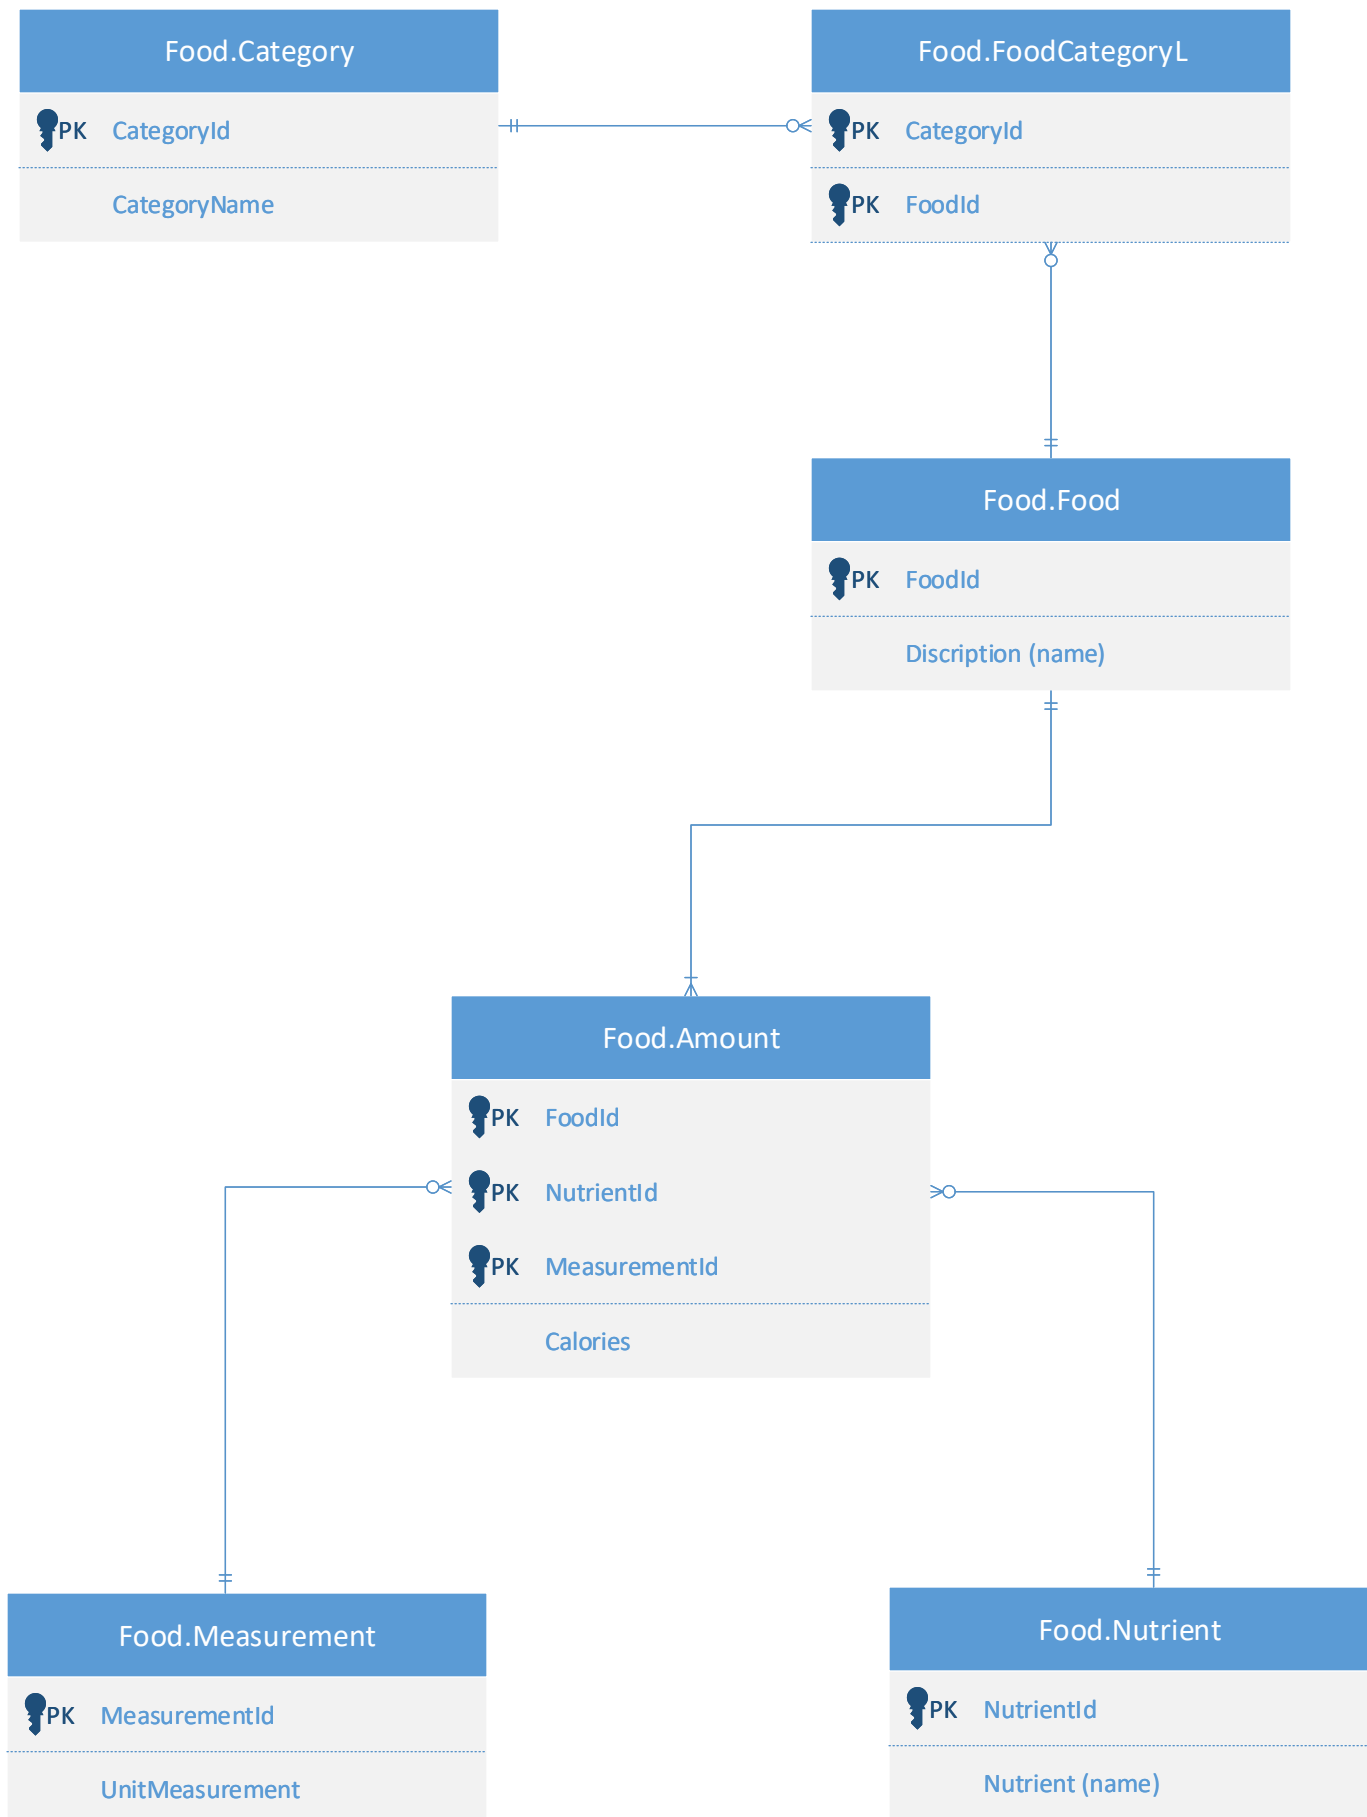 Food.Category
PK CategoryId
CategoryName
Food.FoodCategoryL
PK CategoryId
PK FoodId
Food.Food
PK FoodId
Discription (name)
Food.Amount
PK FoodId
PK NutrientId
PK MeasurementId
Calories
Food.Measurement
PK MeasurementId
UnitMeasurement
Food.Nutrient
PK NutrientId
Nutrient (name)